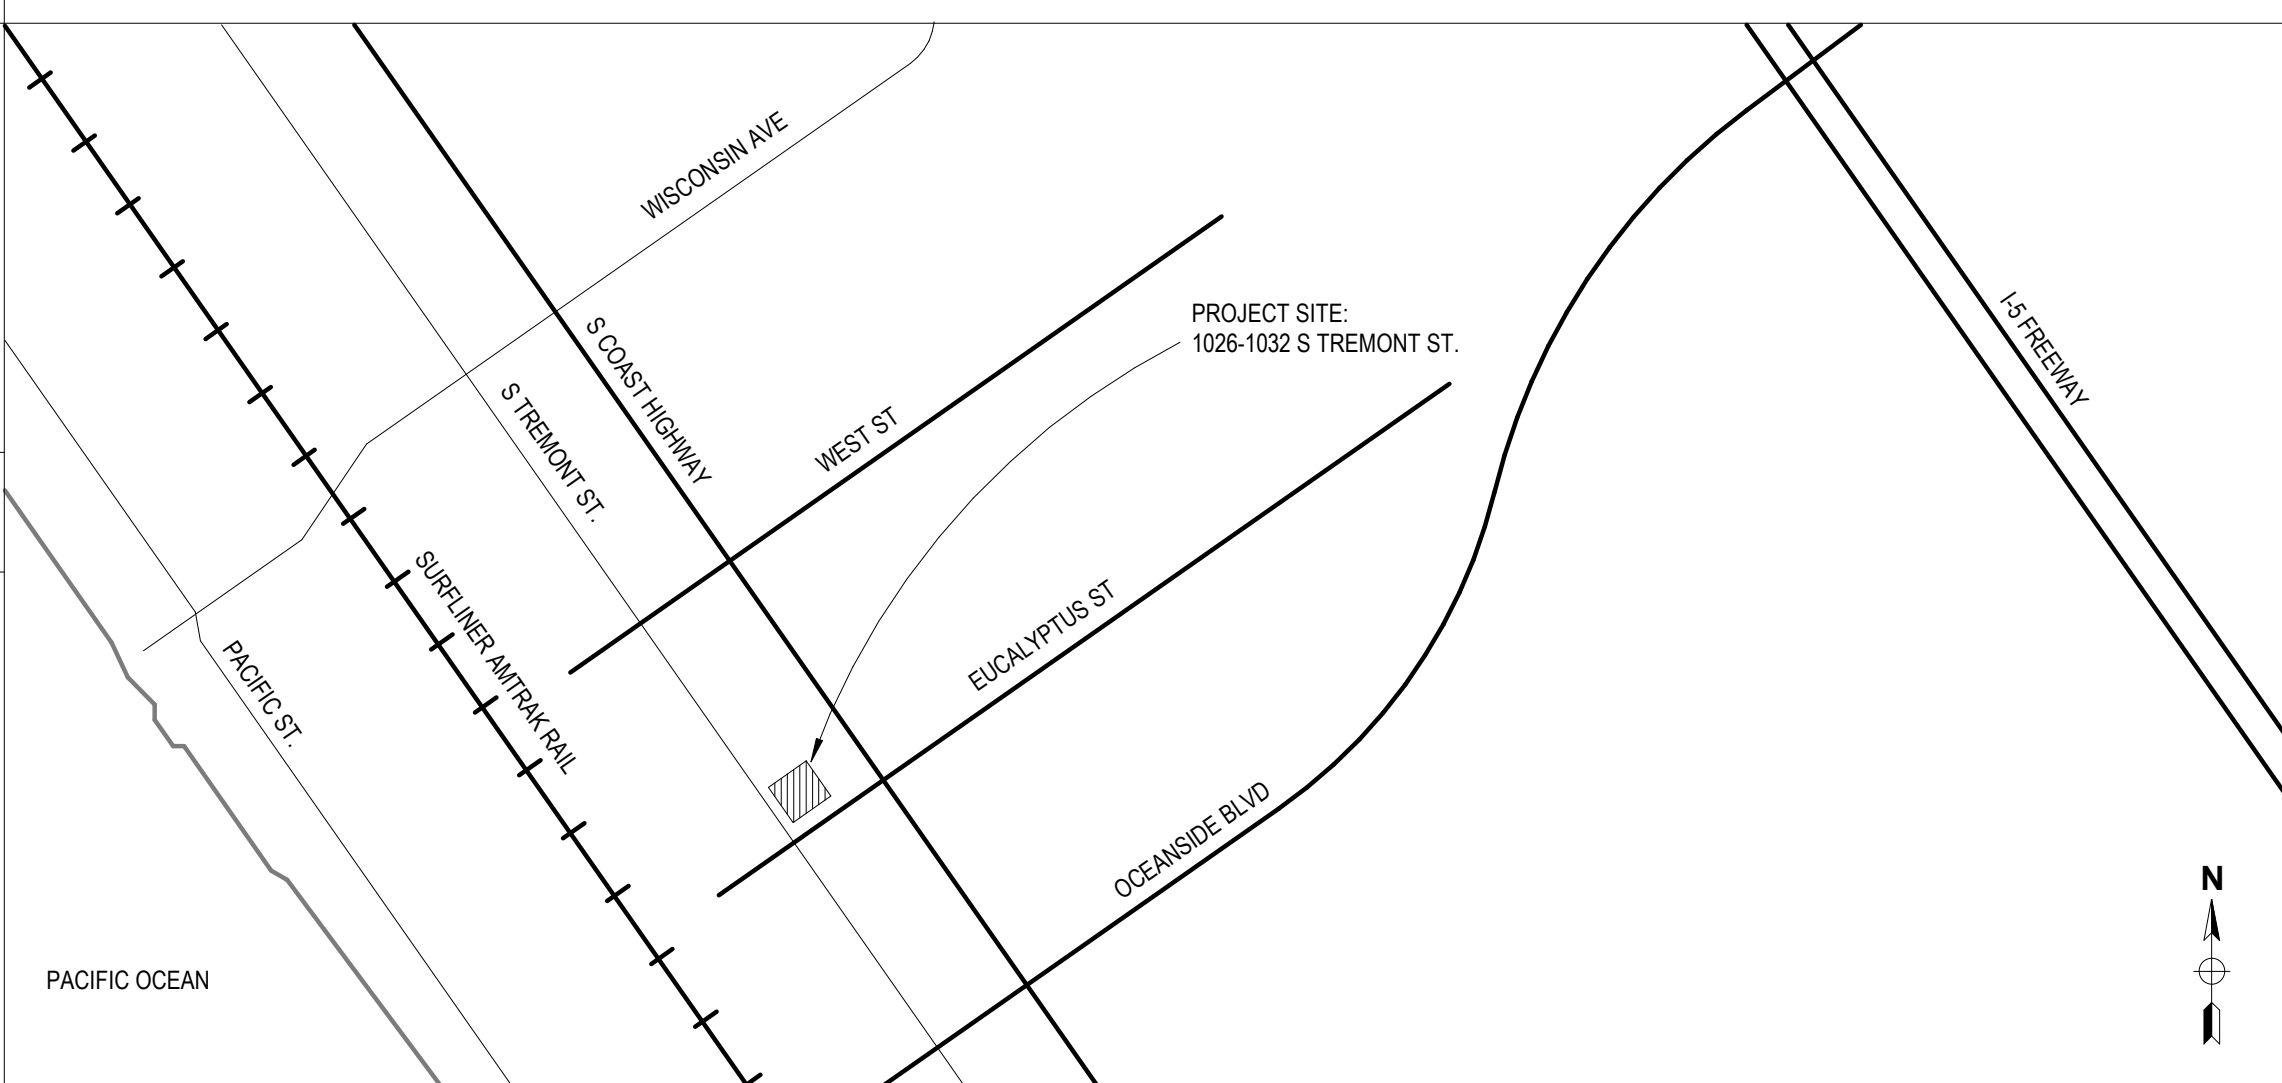 WISCONSIN AVE
S COAST HIGHWAY
PROJECT SITE:
1026-1032 S TREMONT ST.
I-5 FREEWAY
S TREMONT ST.
WEST ST
SURFLINER AMTRAK RAIL
EUCALYPTUS ST
PACIFIC ST.
OCEANSIDE BLVD
N
PACIFIC OCEAN